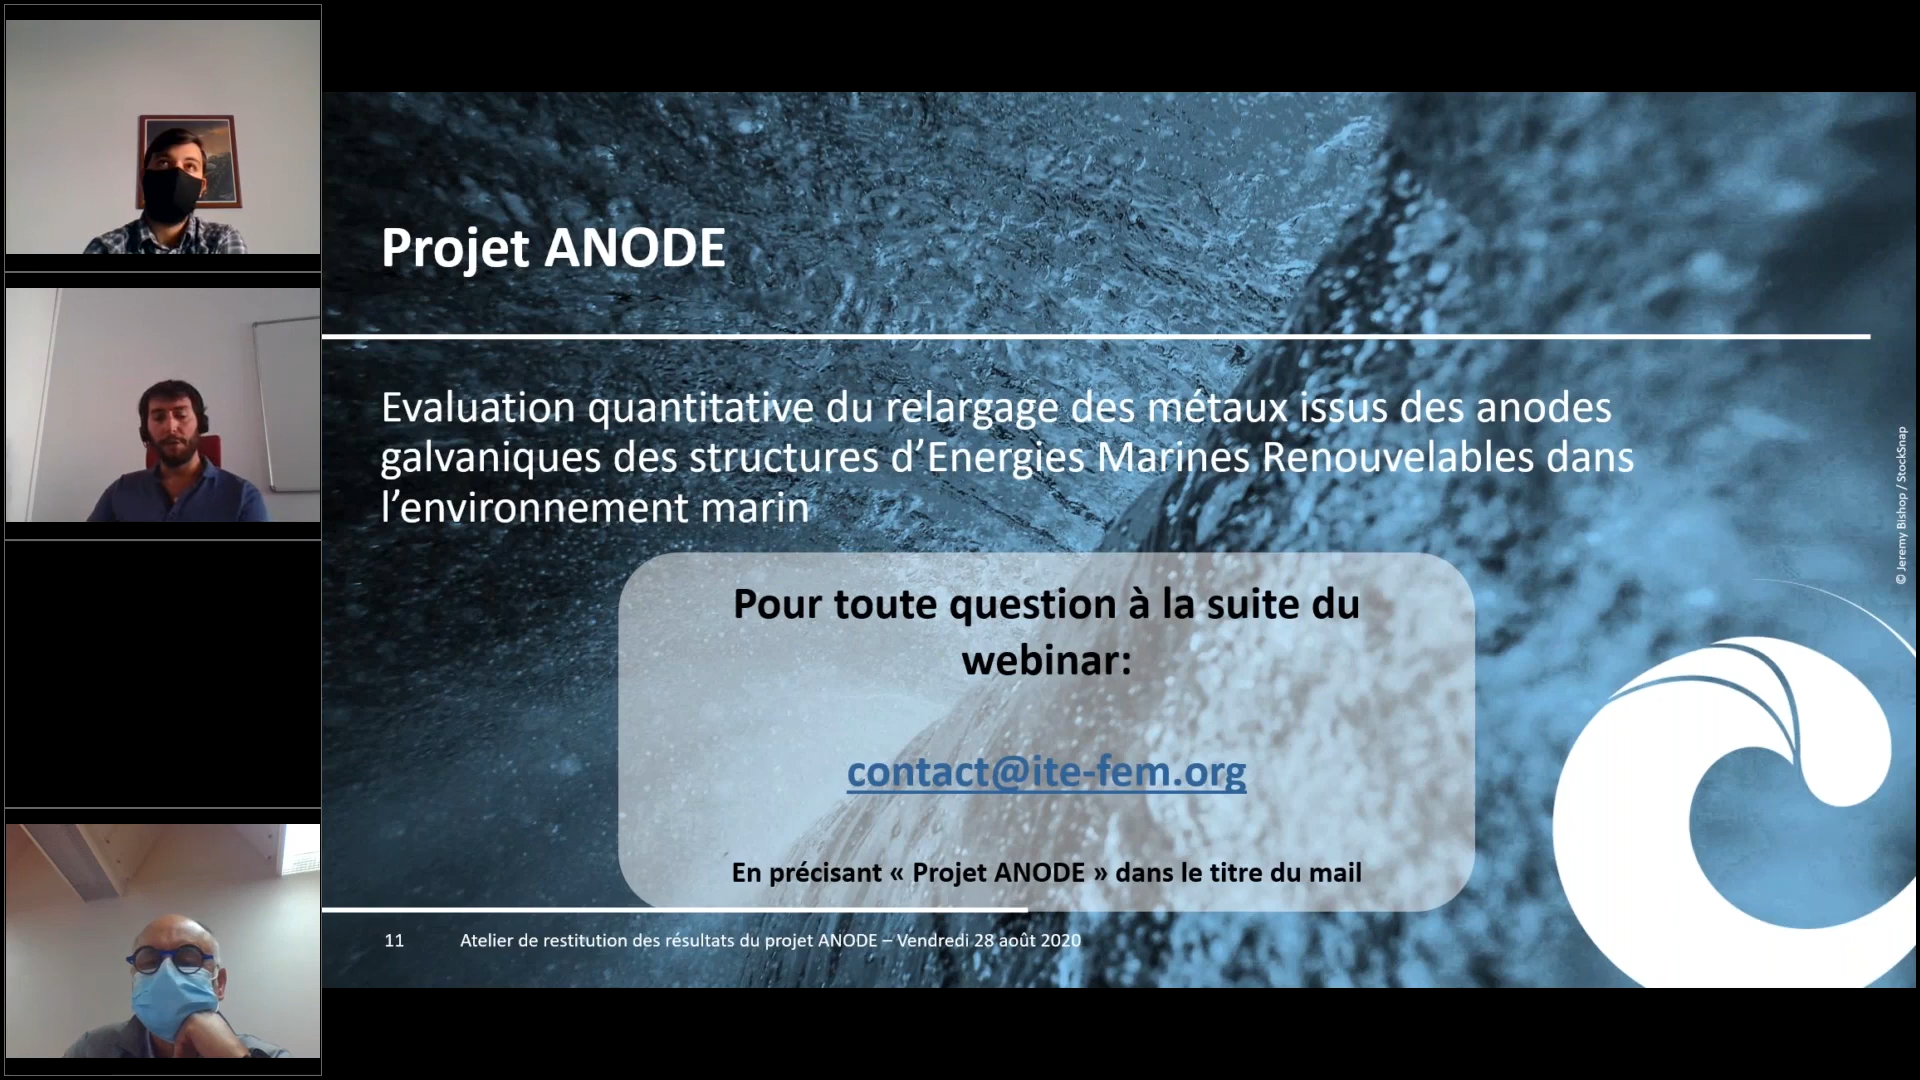 Projet ANODE
Evaluation quantitative du relargage des métaux issus des anodes
galvaniques des structures d’Energies Marines Renouvelables dans
l’environnement marin
© Jeremy Bishop / StockSnap
Pour toute question à la suite du
webinar:
contact@ite-fem.org
En précisant « Projet ANODE » dans le titre du mail
11 Atelier de restitution des résultats du projet ANODE – Vendredi 28 août 2020